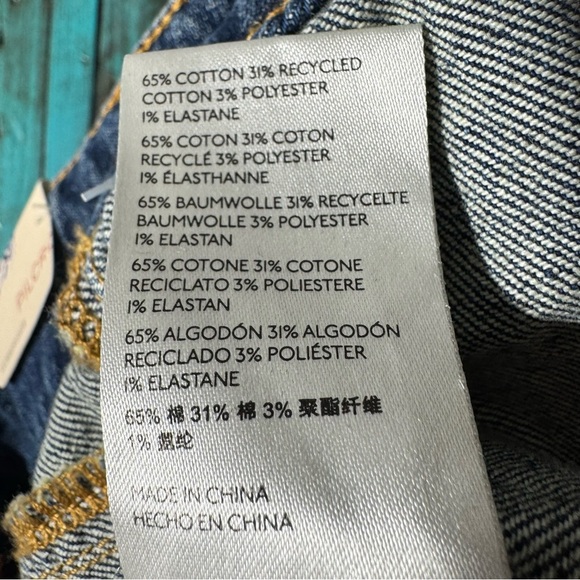 65% COTTON 31% RECYCLED
COTTON 3% POLYESTER
1% ELASTANE
65% COTON 31% COTON
RECYCLÉ 3% POLYESTER
1% ÉLASTHANNE
65% BAUMWOLLE 31% RECYCELTE
BAUMWOLLE 3% POLYESTER
1% ELASTAN
65% COTONE 31% COTONE
RECICLATO 3% POLIESTERE
1% ELASTAN
65% ALGODÓN 31% ALGODÓN
RECICLADO 3% POLIÉSTER
1% ELASTANE
65% 棉 31% 棉 3% 聚酯纤维
1% 氨纶
MADE IN CHINA
HECHO EN CHINA